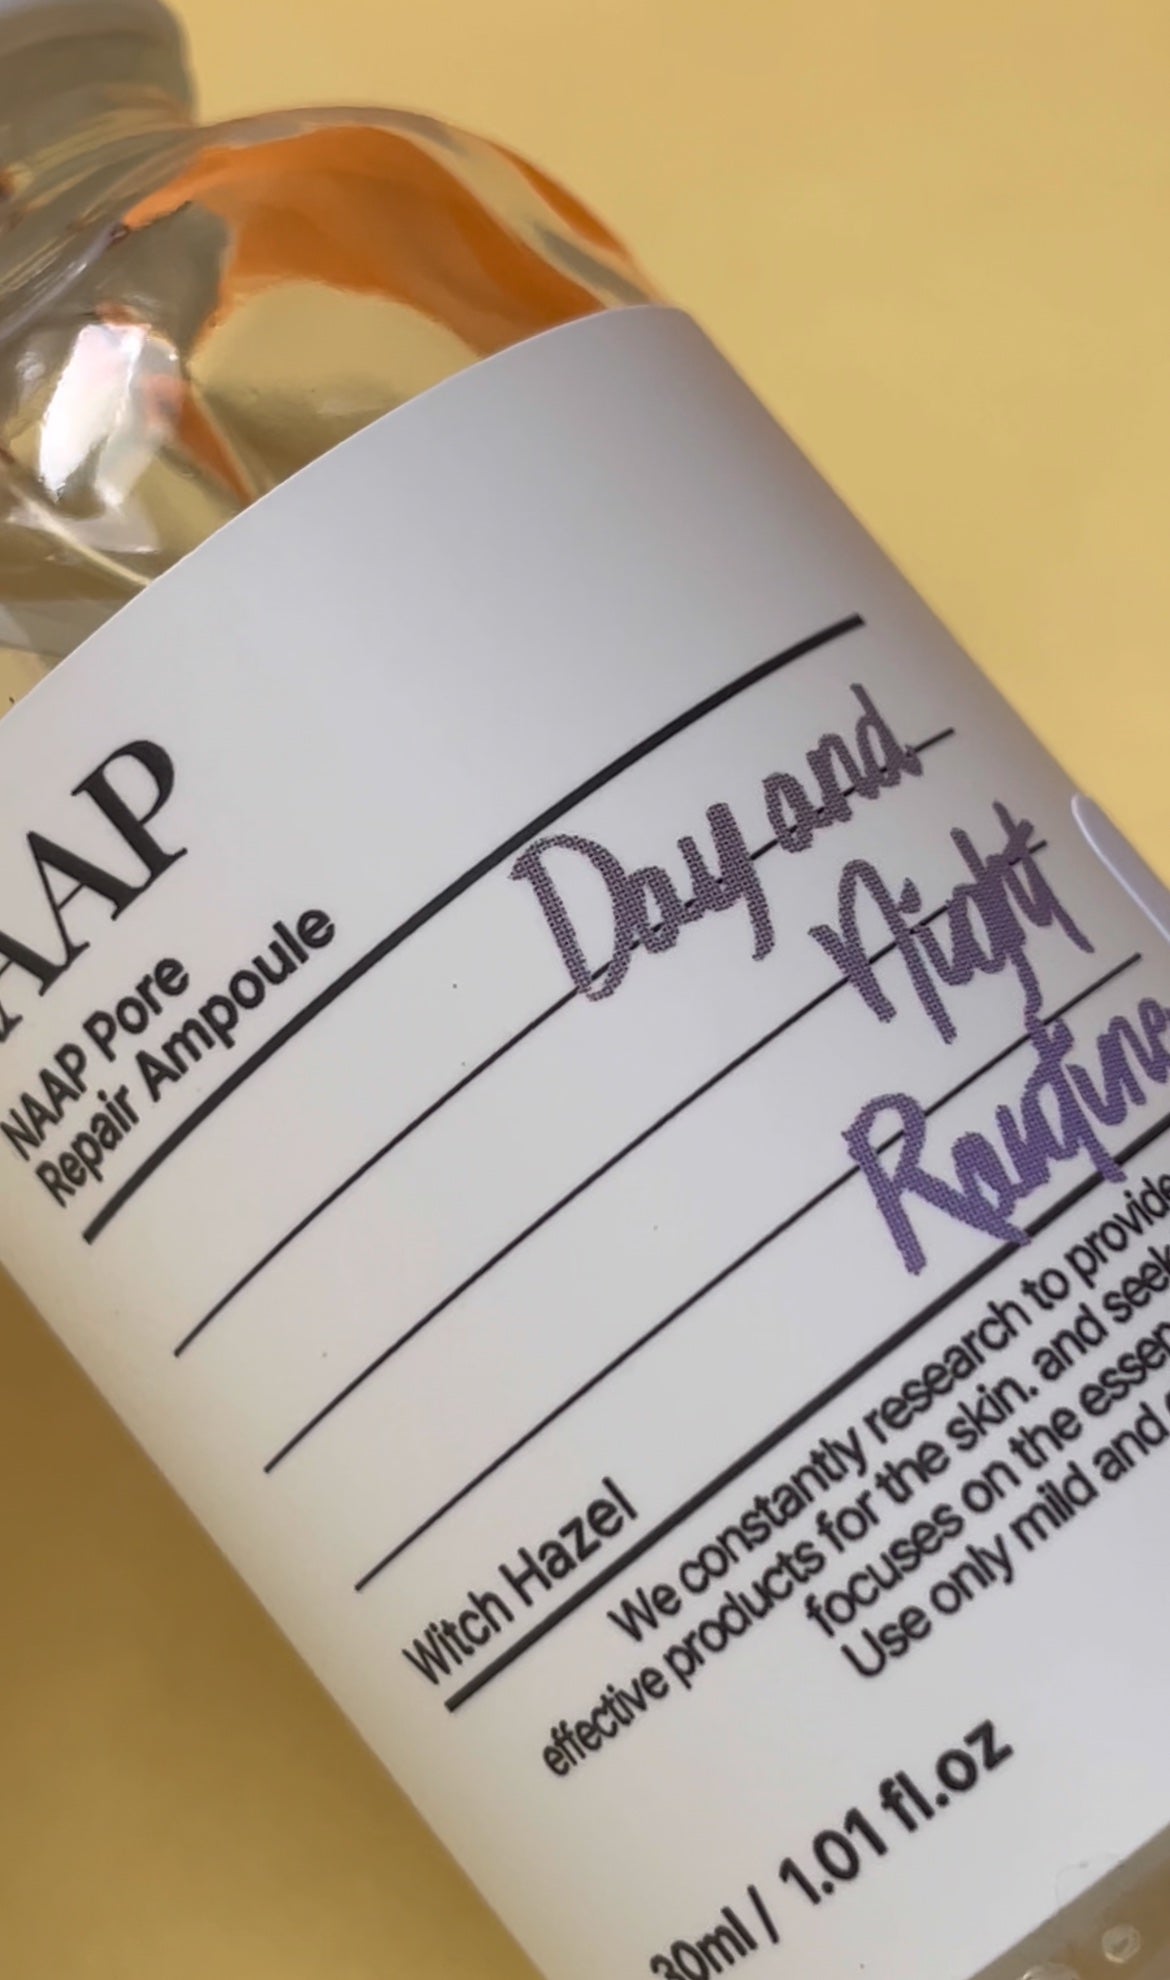 AAP
NAAP Pore
Repair Ampoule
Day and
Night
Routine
Witch Hazel
We constantly research to provide
effective products for the skin. and seek
focuses on the essen
Use only mild and
30ml / 1.01 fl.oz